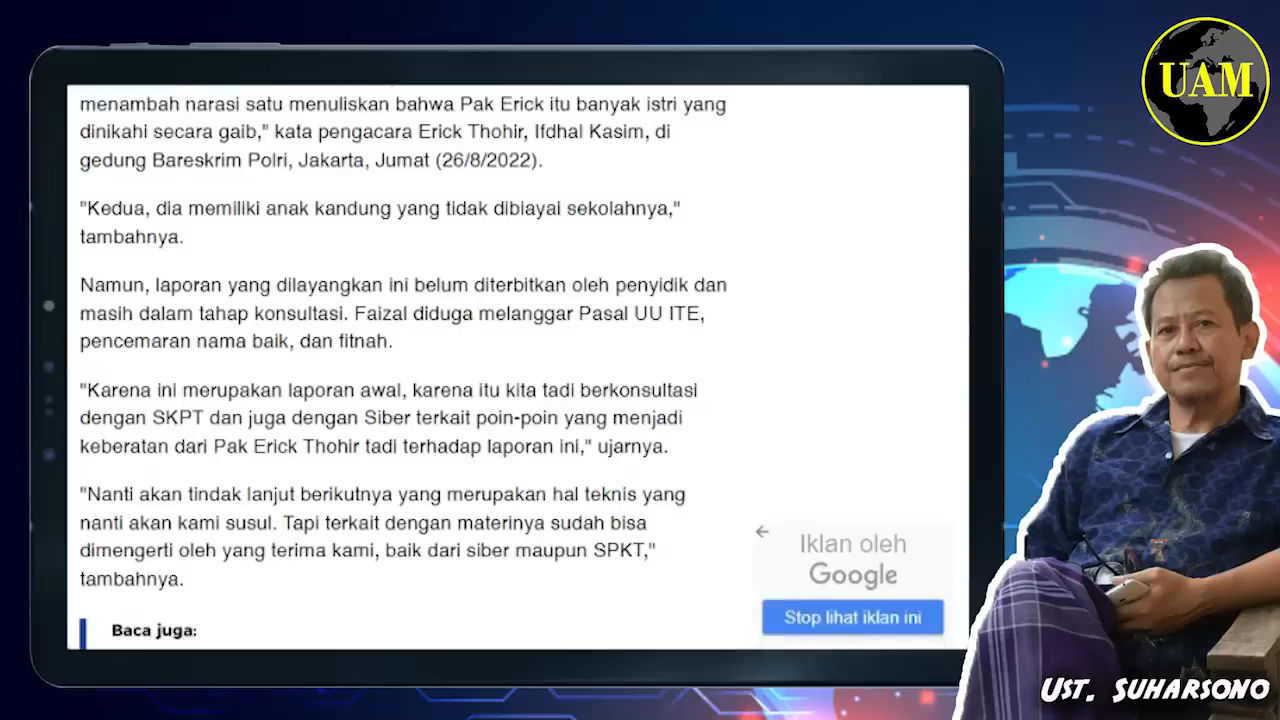 UAM
menambah narasi satu menuliskan bahwa Pak Erick itu banyak istri yang
dinikahi secara gaib," kata pengacara Erick Thohir, Ifdhal Kasim, di
gedung Bareskrim Polri, Jakarta, Jumat (26/8/2022).
"Kedua, dia memiliki anak kandung yang tidak dibiayai sekolahnya,"
tambahnya.
Namun, laporan yang dilayangkan ini belum diterbitkan oleh penyidik dan
masih dalam tahap konsultasi. Faizal diduga melanggar Pasal UU ITE,
pencemaran nama baik, dan fitnah.
"Karena ini merupakan laporan awal, karena itu kita tadi berkonsultasi
dengan SKPT dan juga dengan Siber terkait poin-poin yang menjadi
keberatan dari Pak Erick Thohir tadi terhadap laporan ini," ujarnya.
"Nanti akan tindak lanjut berikutnya yang merupakan hal teknis yang
nanti akan kami susul. Tapi terkait dengan materinya sudah bisa
dimengerti oleh yang terima kami, baik dari siber maupun SPKT,"
tambahnya.
Baca juga:
Iklan oleh
Google
Stop lihat iklan ini
UST. SUHARSONO